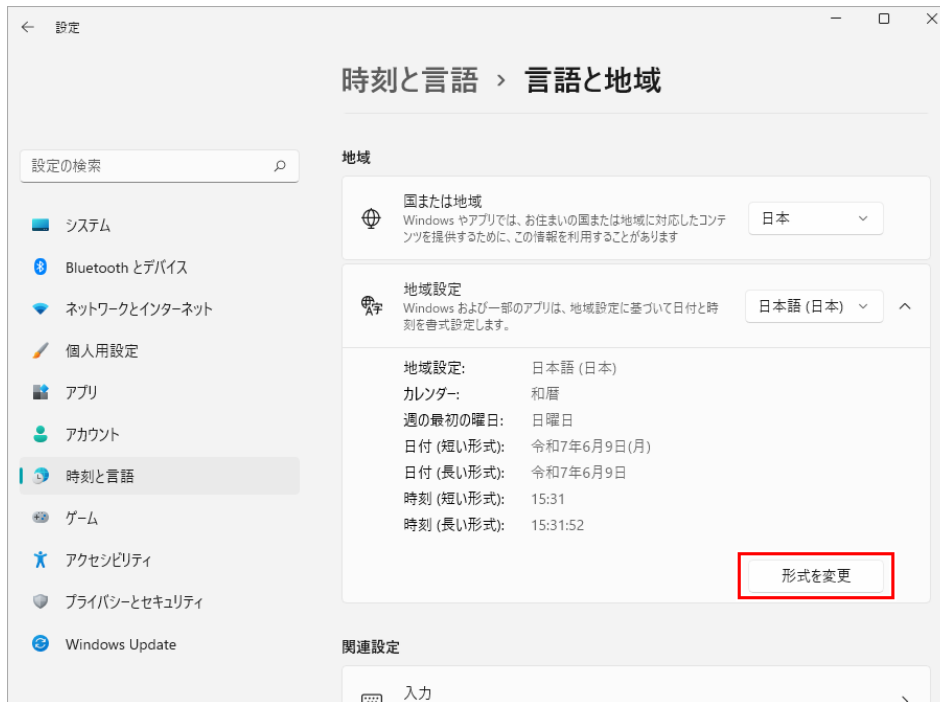 設定
時刻と言語 › 言語と地域
設定の検索
システム
Bluetooth とデバイス
ネットワークとインターネット
個人用設定
アプリ
アカウント
時刻と言語
ゲーム
アクセシビリティ
プライバシーとセキュリティ
Windows Update
地域
国または地域
Windows やアプリでは、お住まいの国または地域に対応したコンテ
ンツを提供するために、この情報を利用することがあります
日本
地域設定
Windows および一部のアプリは、地域設定に基づいて日付と時
刻を書式設定します。
日本語 (日本)
地域設定: 日本語 (日本)
カレンダー: 和暦
週の最初の曜日: 日曜日
日付 (短い形式): 令和7年6月9日(月)
日付 (長い形式): 令和7年6月9日
時刻 (短い形式): 15:31
時刻 (長い形式): 15:31:52
形式を変更
関連設定
入力